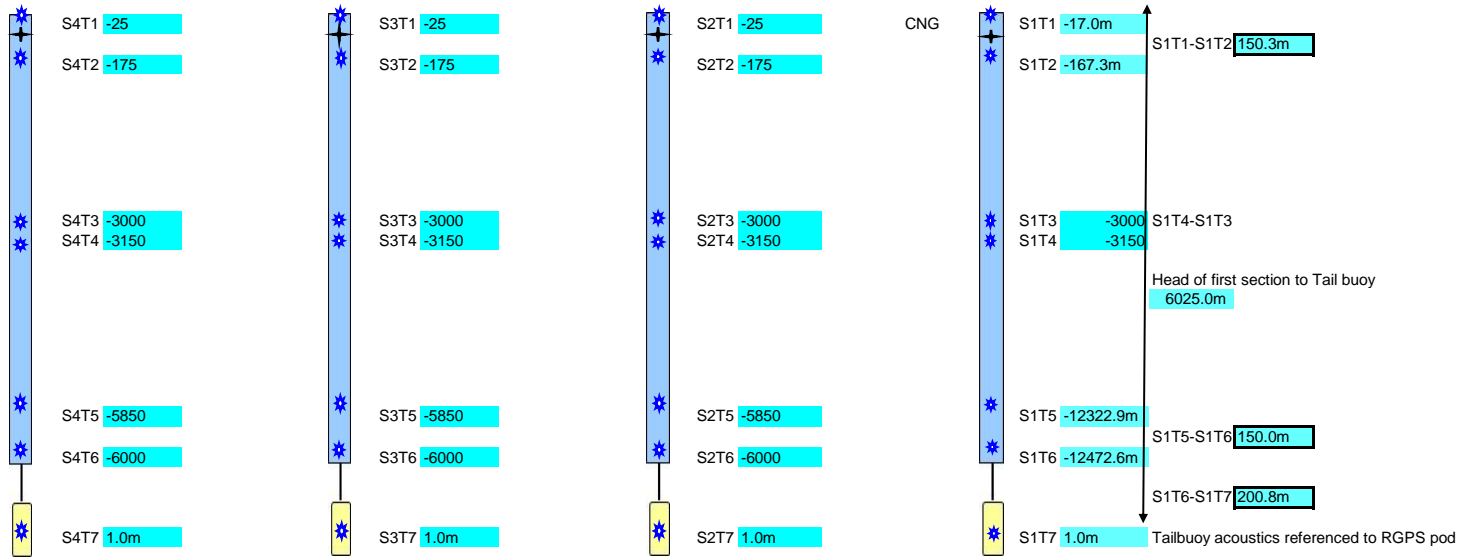 S4T1 -25 S3T1 -25 S2T1 -25 CNG S1T1 -17.0m
S1T1-S1T2 150.3m
S4T2 -175 S3T2 -175 S2T2 -175 S1T2 -167.3m
S4T3 -3000 S3T3 -3000 S2T3 -3000 S1T3 -3000 S1T4-S1T3
S4T4 -3150 S3T4 -3150 S2T4 -3150 S1T4 -3150
Head of first section to Tail buoy
6025.0m
S4T5 -5850 S3T5 -5850 S2T5 -5850 S1T5 -12322.9m
S1T5-S1T6 150.0m
S4T6 -6000 S3T6 -6000 S2T6 -6000 S1T6 -12472.6m
S1T6-S1T7 200.8m
S4T7 1.0m S3T7 1.0m S2T7 1.0m S1T7 1.0m Tailbuoy acoustics referenced to RGPS pod